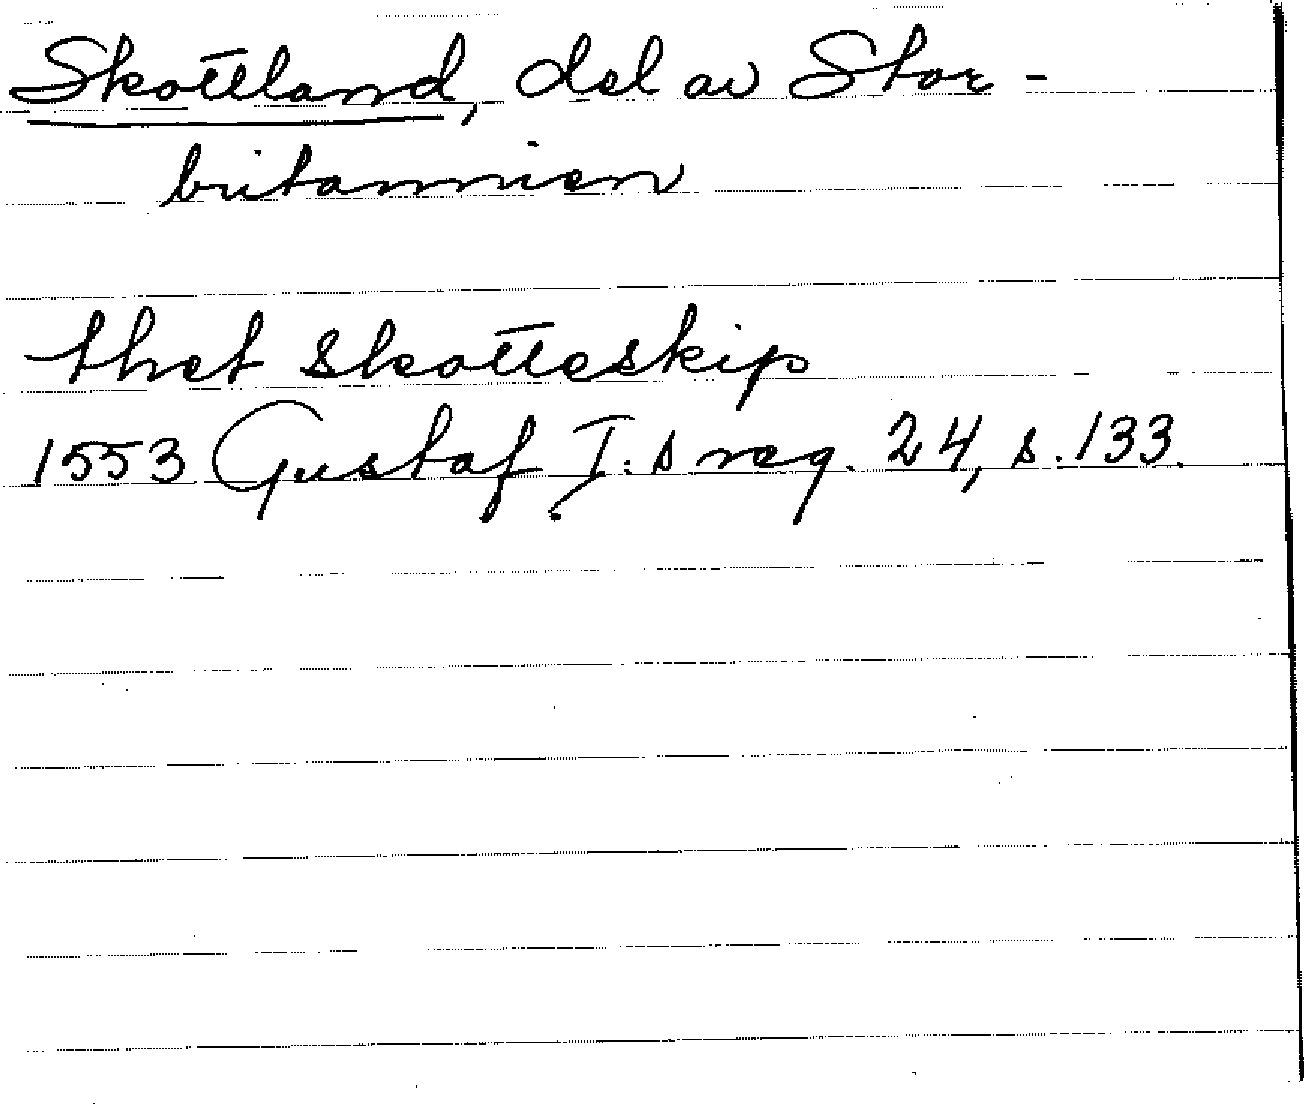 Skottland, del av Stor-
britannien
thet skotteskip
1553 Gustaf I:s reg. 24, s. 133.